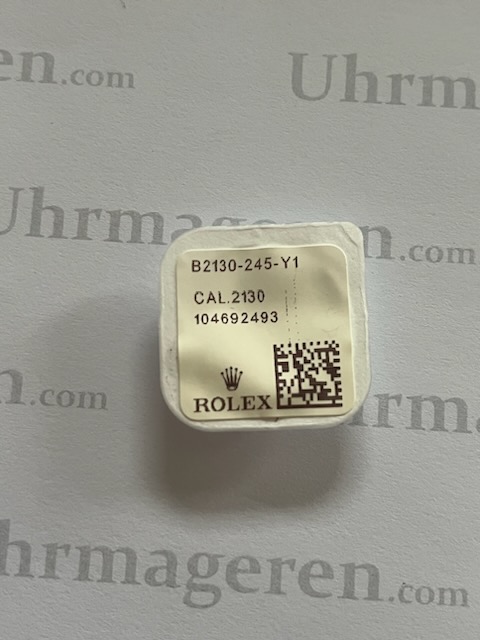 en.com
Uhrm
Uhrmageren.com
B2130-245-Y1
CAL.2130
104692493
ROLEX
n.com
hrm
hrmageren.com